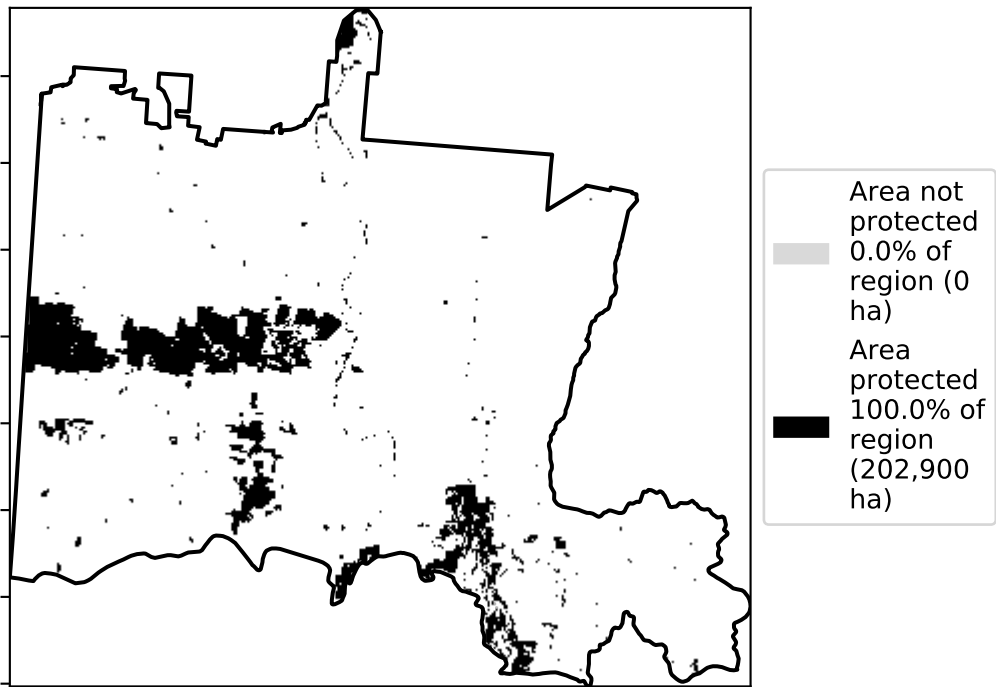 Area not
protected
0.0% of
region (0
ha)
Area
protected
100.0% of
region
(202,900
ha)